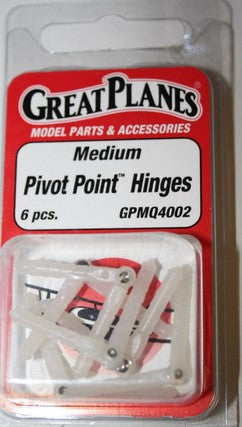 GREAT PLANES
MODEL PARTS & ACCESSORIES
Medium
Pivot Point™ Hinges
6 pcs. GPMQ4002